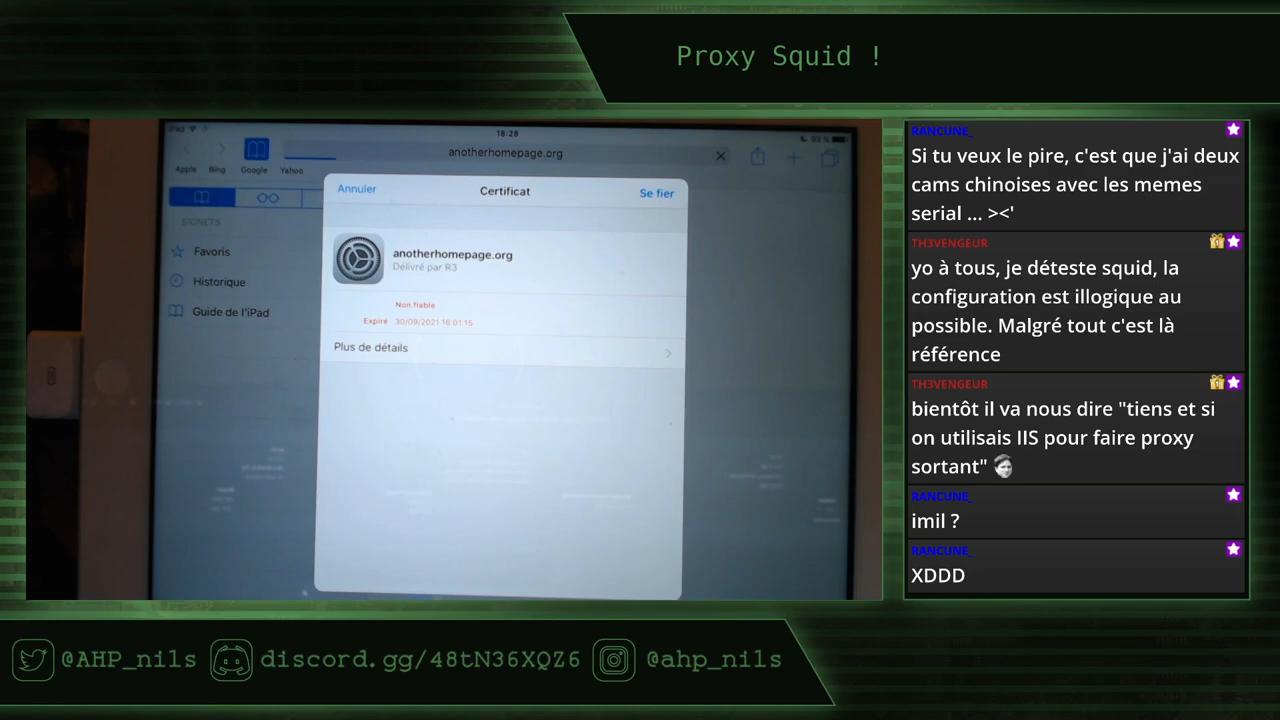 Proxy Squid !
iPad
18:28
93 %
anotherhomepage.org
Apple Bing Google Yahoo
SIGNETS
Favoris
Historique
Guide de l'iPad
Annuler
Certificat
Se fier
anotherhomepage.org
Délivré par R3
Non fiable
Expiré 30/09/2021 16:01:15
Plus de détails
RANCUNE_
Si tu veux le pire, c'est que j'ai deux
cams chinoises avec les memes
serial ... ><'
TH3VENGEUR
yo à tous, je déteste squid, la
configuration est illogique au
possible. Malgré tout c'est là
référence
TH3VENGEUR
bientôt il va nous dire "tiens et si
on utilisais IIS pour faire proxy
sortant"
RANCUNE_
imil ?
RANCUNE_
XDDD
@AHP_nils
discord.gg/48tN36XQZ6
@ahp_nils